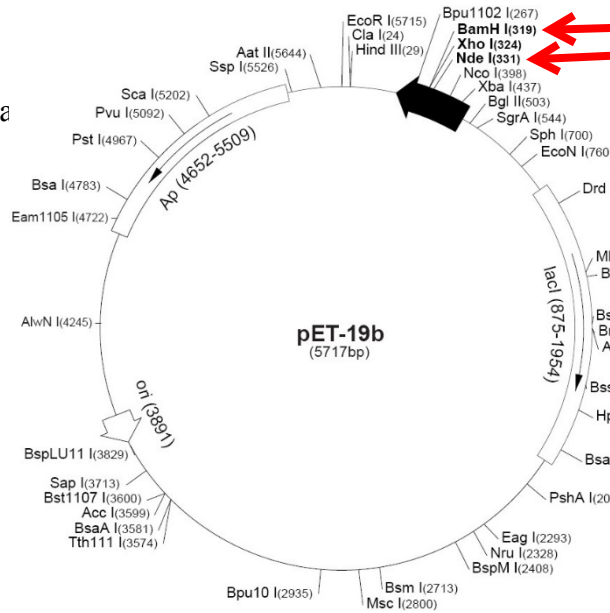 EcoR I(5715)
Cla I(24)
Hind III(29)
Bpu1102 I(267)
BamH I(319)
Xho I(324)
Nde I(331)
Nco I(398)
Xba I(437)
Bgl II(503)
SgrA I(544)
Sph I(700)
EcoN I(760
Drd
lacI (875-1954)
Hp
Bsa
PshA I(20
Eag I(2293)
Nru I(2328)
BspM I(2408)
Bsm I(2713)
Msc I(2800)
Bpu10 I(2935)
Tth111 I(3574)
BsaA I(3581)
Acc I(3599)
Bst1107 I(3600)
Sap I(3713)
BspLU11 I(3829)
ori (3891)
AlwN I(4245)
Eam1105 I(4722)
Bsa I(4783)
Pst I(4967)
Pvu I(5092)
Sca I(5202)
Ssp I(5526)
Aat II(5644)
Ap (4652-5509)
pET-19b
(5717bp)